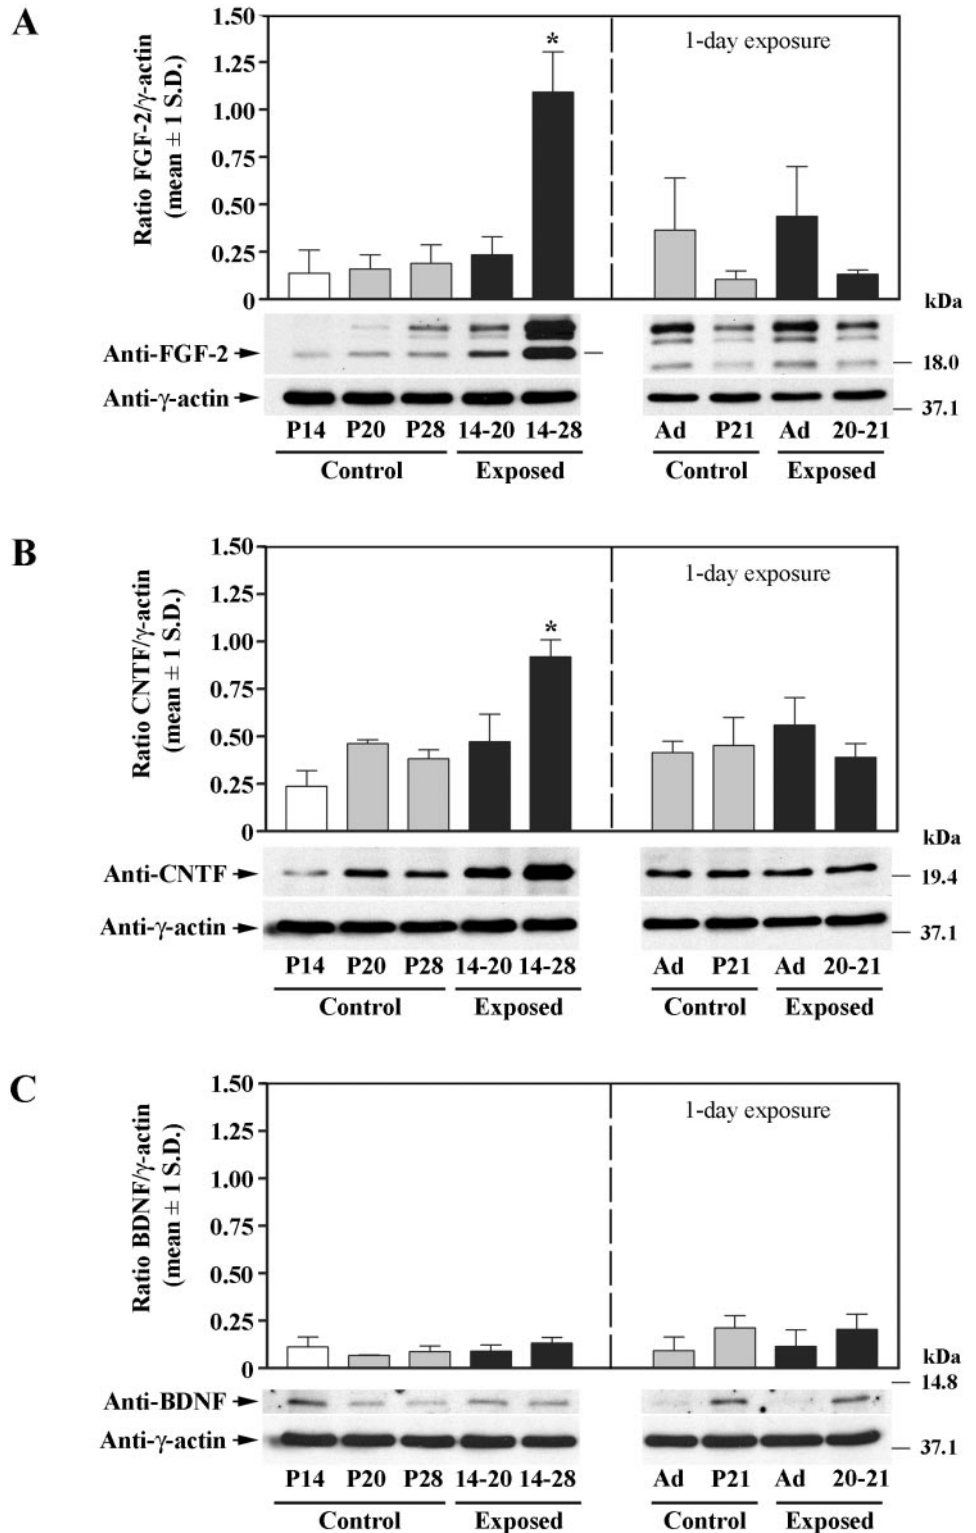 A
Ratio FGF-2/γ-actin
(mean ± 1 S.D.)
1.50
1.25
1.00
0.75
0.50
0.25
0
*
1-day exposure
kDa
Anti-FGF-2
18.0
Anti-γ-actin
37.1
P14 P20 P28 14-20 14-28 Ad P21 Ad 20-21
Control Exposed Control Exposed
B
Ratio CNTF/γ-actin
(mean ± 1 S.D.)
1.50
1.25
1.00
0.75
0.50
0.25
0
*
1-day exposure
kDa
Anti-CNTF
19.4
Anti-γ-actin
37.1
P14 P20 P28 14-20 14-28 Ad P21 Ad 20-21
Control Exposed Control Exposed
C
Ratio BDNF/γ-actin
(mean ± 1 S.D.)
1.50
1.25
1.00
0.75
0.50
0.25
0
1-day exposure
kDa
14.8
Anti-BDNF
Anti-γ-actin
37.1
P14 P20 P28 14-20 14-28 Ad P21 Ad 20-21
Control Exposed Control Exposed